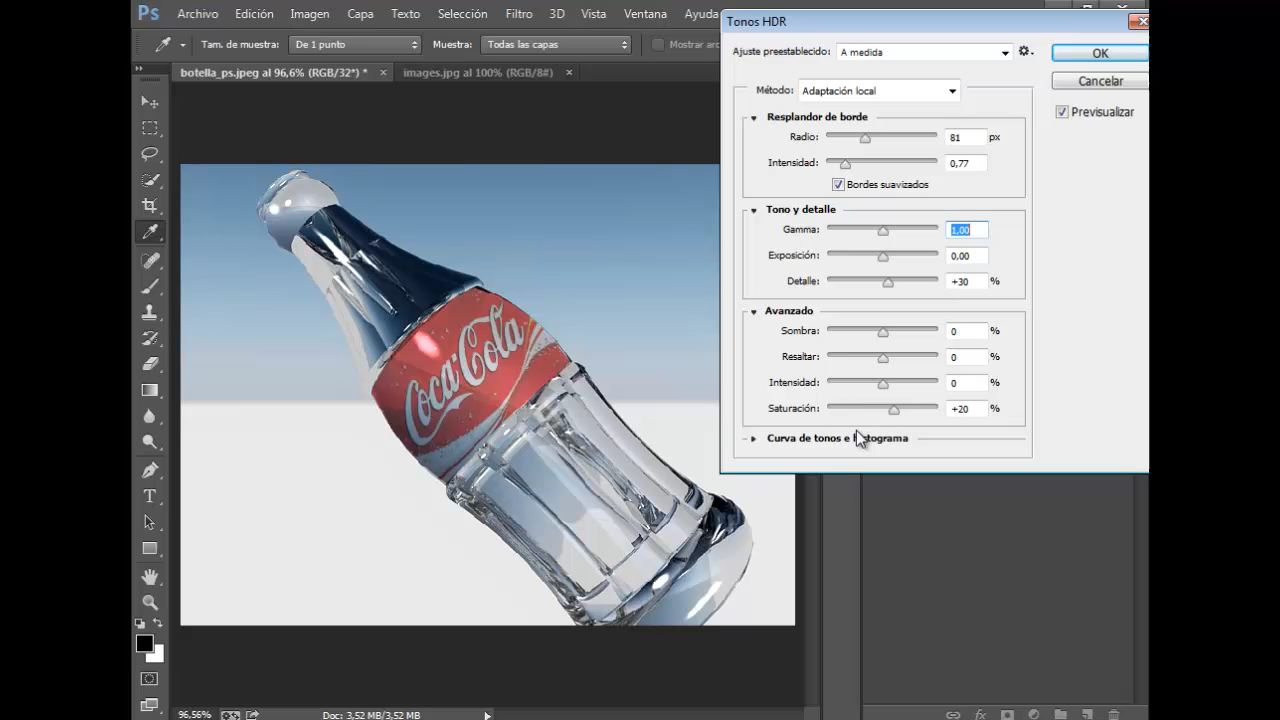 Ps Archivo Edición Imagen Capa Texto Selección Filtro 3D Vista Ventana Ayuda
Tam. de muestra: De 1 punto Muestra: Todas las capas Mostrar
botella_ps.jpeg al 96,6% (RGB/32*) * × images.jpg al 100% (RGB/8#) ×
Tonos HDR
Ajuste preestablecido: A medida
OK
Cancelar
Previsualizar
Método: Adaptación local
Resplandor de borde
Radio: 81 px
Intensidad: 0,77
Bordes suavizados
Tono y detalle
Gamma: 1,00
Exposición: 0,00
Detalle: +30 %
Avanzado
Sombra: 0 %
Resaltar: 0 %
Intensidad: 0 %
Saturación: +20 %
Curva de tonos e histograma
Coca-Cola
96,56% Doc: 3,52 MB/3,52 MB
fx